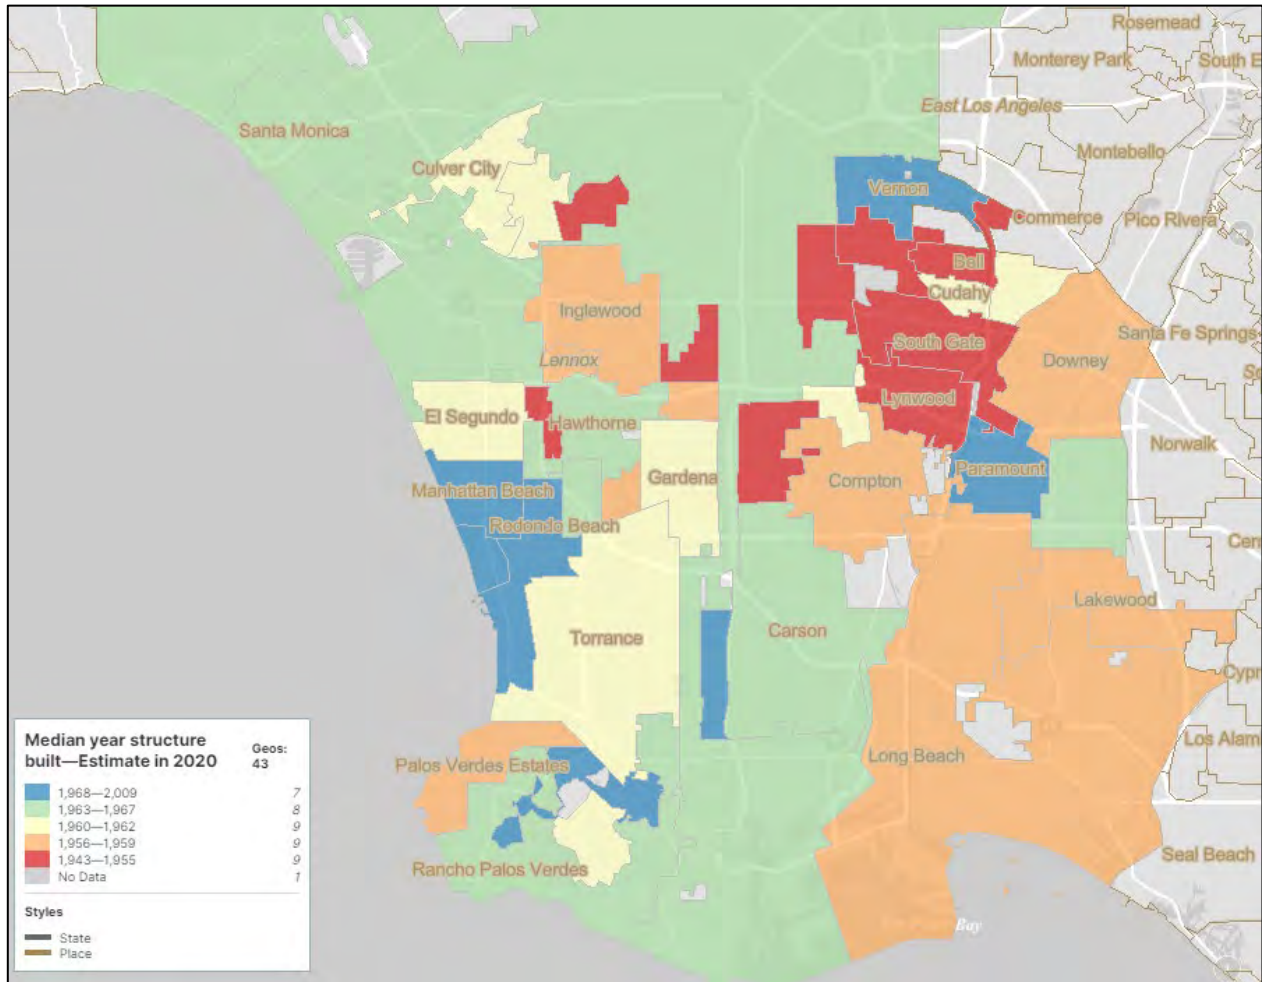 Rosemead
Monterey Park
South E
East Los Angeles
Santa Monica
Montebello
Culver City
Vernon
Commerce
Pico Rivera
Bell
Cudahy
Inglewood
South Gate
Santa Fe Springs
Lennox
Downey
So
Lynwood
El Segundo
Hawthorne
Norwalk
Gardena
Paramount
Compton
Manhattan Beach
Redondo Beach
Cerr
Lakewood
Torrance
Carson
Cypr
Los Alami
Long Beach
Palos Verdes Estates
Seal Beach
Rancho Palos Verdes
Bay
Median year structure
built—Estimate in 2020
Geos:
43
1,968—2,009 7
1,963—1,967 8
1,960—1,962 9
1,956—1,959 9
1,943—1,955 9
No Data 1
Styles
State
Place